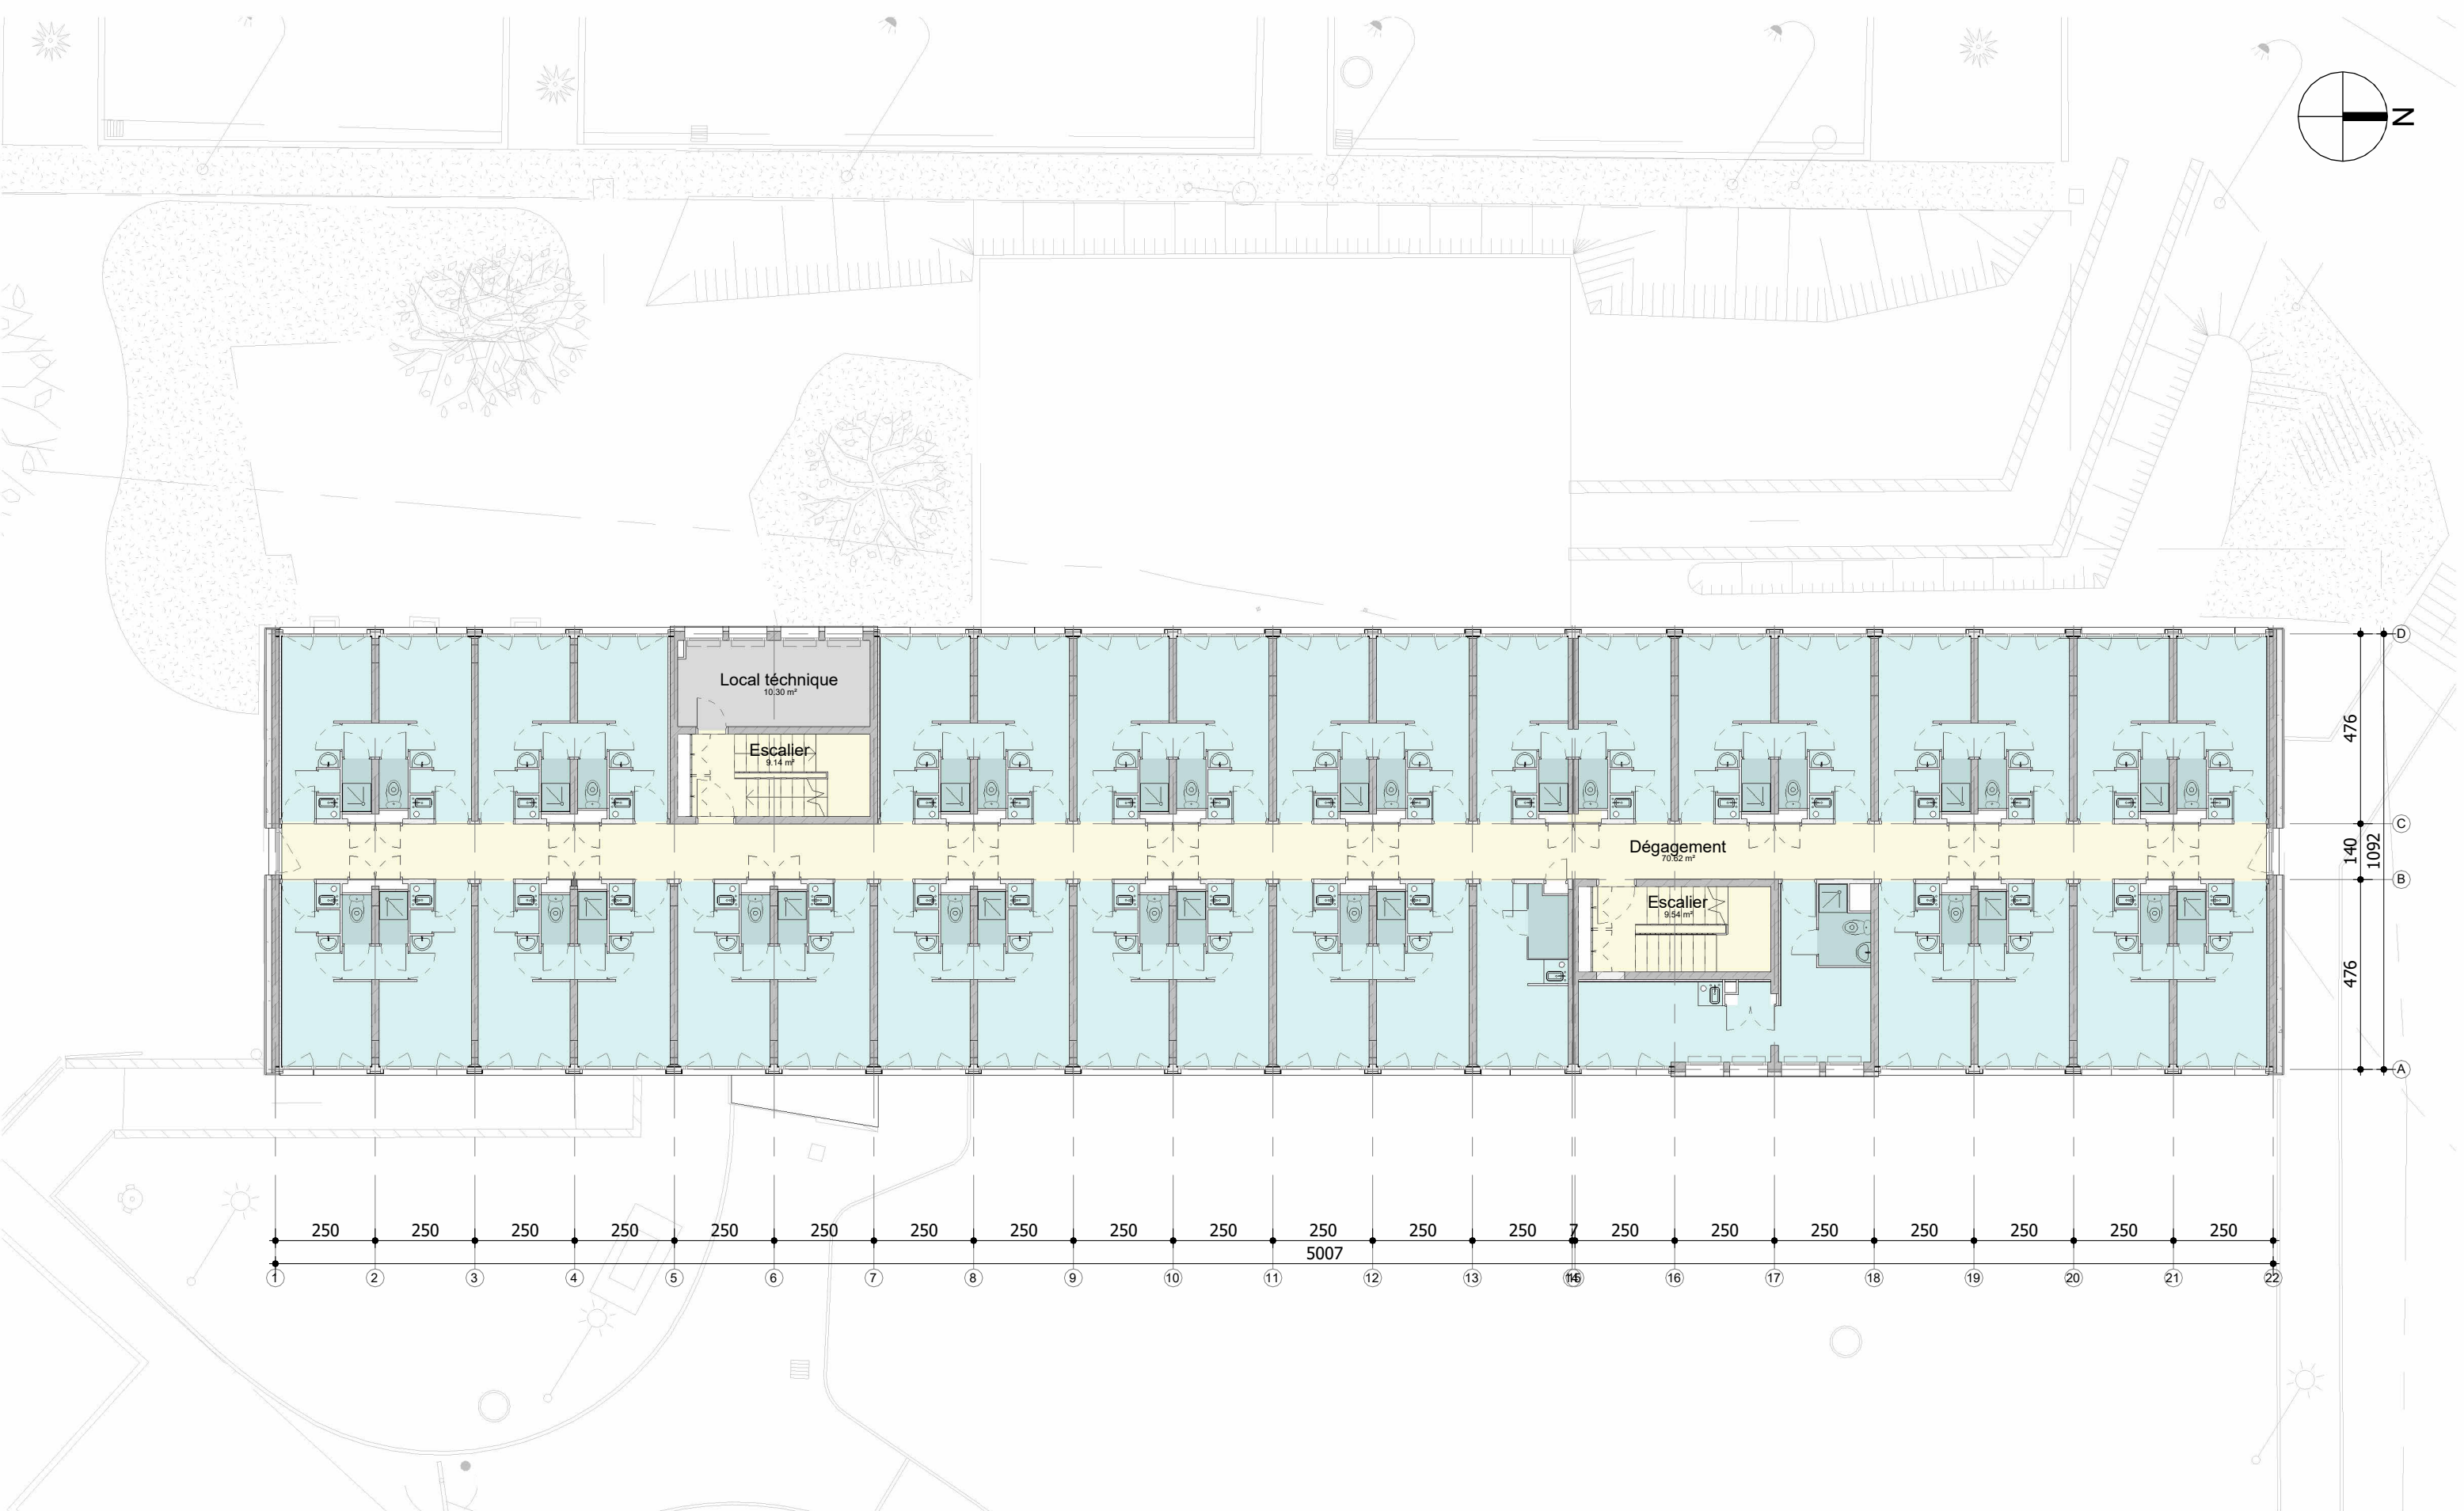 N
Local technique
10.30 m²
Escalier
9.14 m²
Dégagement
70.62 m²
Escalier
9.54 m²
D
476
C
140
1092
B
476
A
250 250 250 250 250 250 250 250 250 250 250 250 250 7 250 250 250 250 250 250 250
5007
1 2 3 4 5 6 7 8 9 10 11 12 13 14 15 16 17 18 19 20 21 22